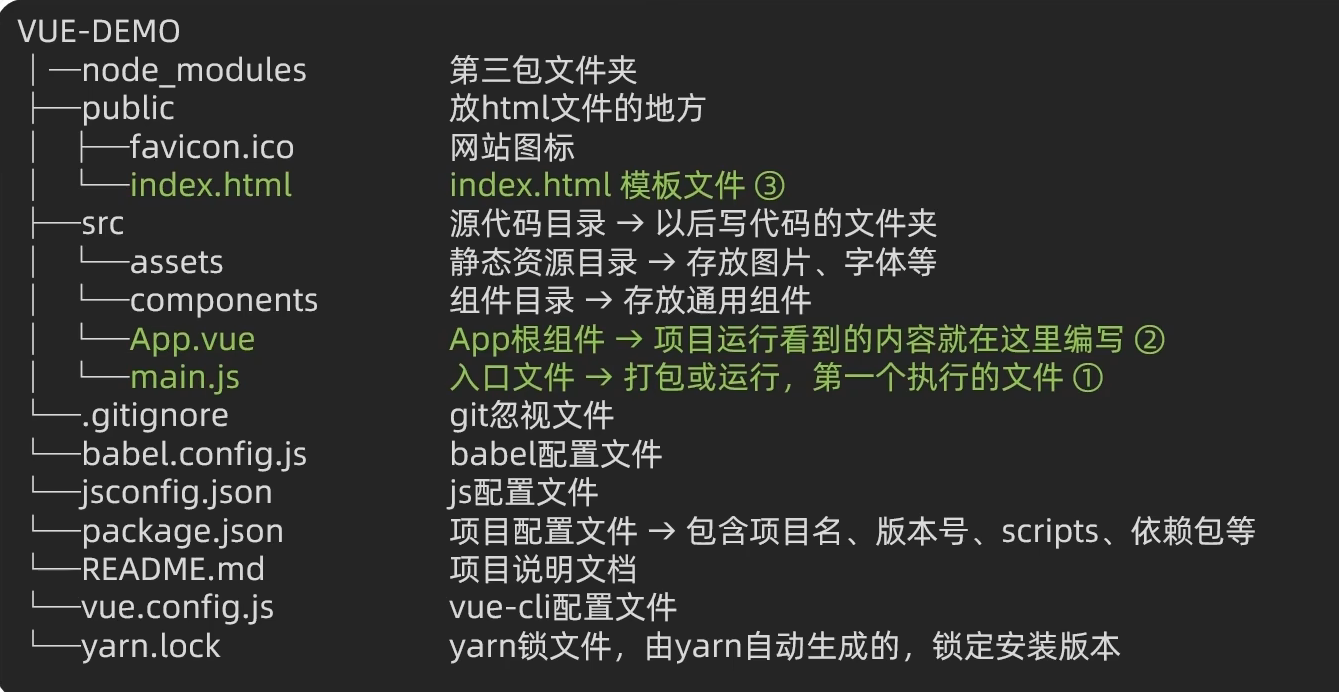 VUE-DEMO
│─node_modules 第三包文件夹
├──public 放html文件的地方
│ ├──favicon.ico 网站图标
│ └──index.html index.html 模板文件 ③
├──src 源代码目录 → 以后写代码的文件夹
│ └──assets 静态资源目录 → 存放图片、字体等
│ └──components 组件目录 → 存放通用组件
│ └──App.vue App根组件 → 项目运行看到的内容就在这里编写 ②
│ └──main.js 入口文件 → 打包或运行，第一个执行的文件 ①
└──.gitignore git忽视文件
└──babel.config.js babel配置文件
└──jsconfig.json js配置文件
└──package.json 项目配置文件 → 包含项目名、版本号、scripts、依赖包等
└──README.md 项目说明文档
└──vue.config.js vue-cli配置文件
└──yarn.lock yarn锁文件，由yarn自动生成的，锁定安装版本